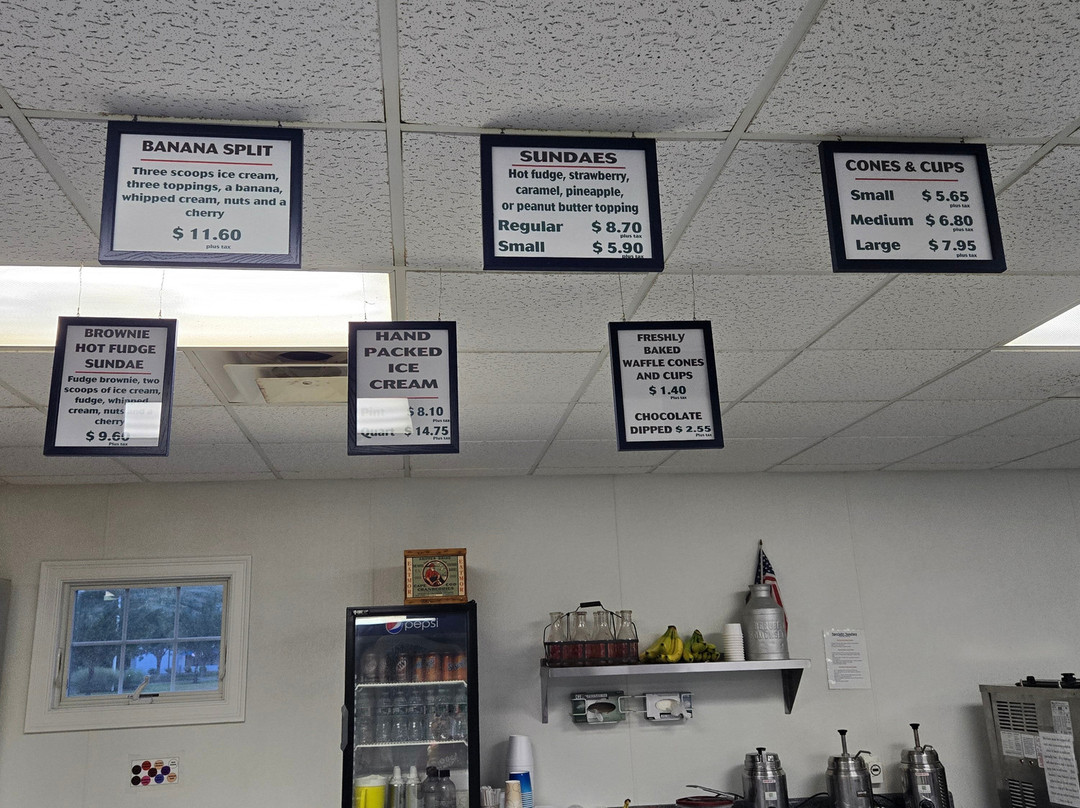 BANANA SPLIT
Three scoops ice cream,
three toppings, a banana,
whipped cream, nuts and a
cherry
$ 11.60
plus tax
SUNDAES
Hot fudge, strawberry,
caramel, pineapple,
or peanut butter topping
Regular $ 8.70
plus tax
Small $ 5.90
plus tax
CONES & CUPS
Small $ 5.65
plus tax
Medium $ 6.80
plus tax
Large $ 7.95
plus tax
BROWNIE
HOT FUDGE
SUNDAE
Fudge brownie, two
scoops of ice cream,
fudge, whipped
cream, nuts
cherry
$ 9.60
Plus tax
HAND
PACKED
ICE
CREAM
Pint $ 8.10
Plus tax
Quart $ 14.75
Plus tax
FRESHLY
BAKED
WAFFLE CONES
AND CUPS
$ 1.40
Plus tax
CHOCOLATE
DIPPED $ 2.55
Plus tax
EATMOR
CRANBERRIES
EATMOR
pepsi